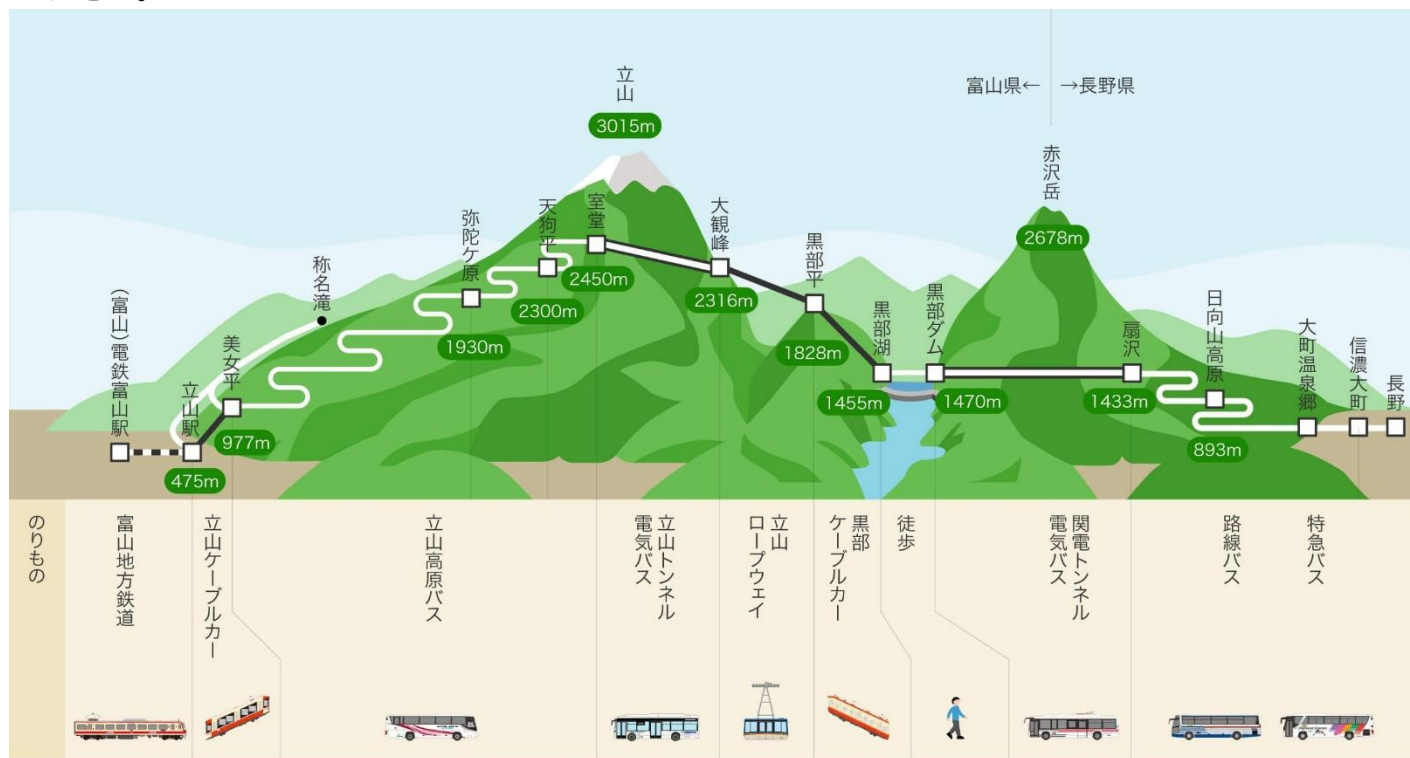 富山県← →長野県
立山
3015m
赤沢岳
2678m
(富山)電鉄富山駅
立山駅
475m
美女平
977m
称名滝
弥陀ケ原
1930m
天狗平
2300m
室堂
2450m
大観峰
2316m
黒部平
1828m
黒部湖
1455m
黒部ダム
1470m
扇沢
1433m
日向山高原
893m
大町温泉郷
信濃大町
長野
のりもの
富山地方鉄道
立山ケーブルカー
立山高原バス
立山トンネル
電気バス
立山
ロープウェイ
黒部
ケーブルカー
徒歩
関電トンネル
電気バス
路線バス
特急バス